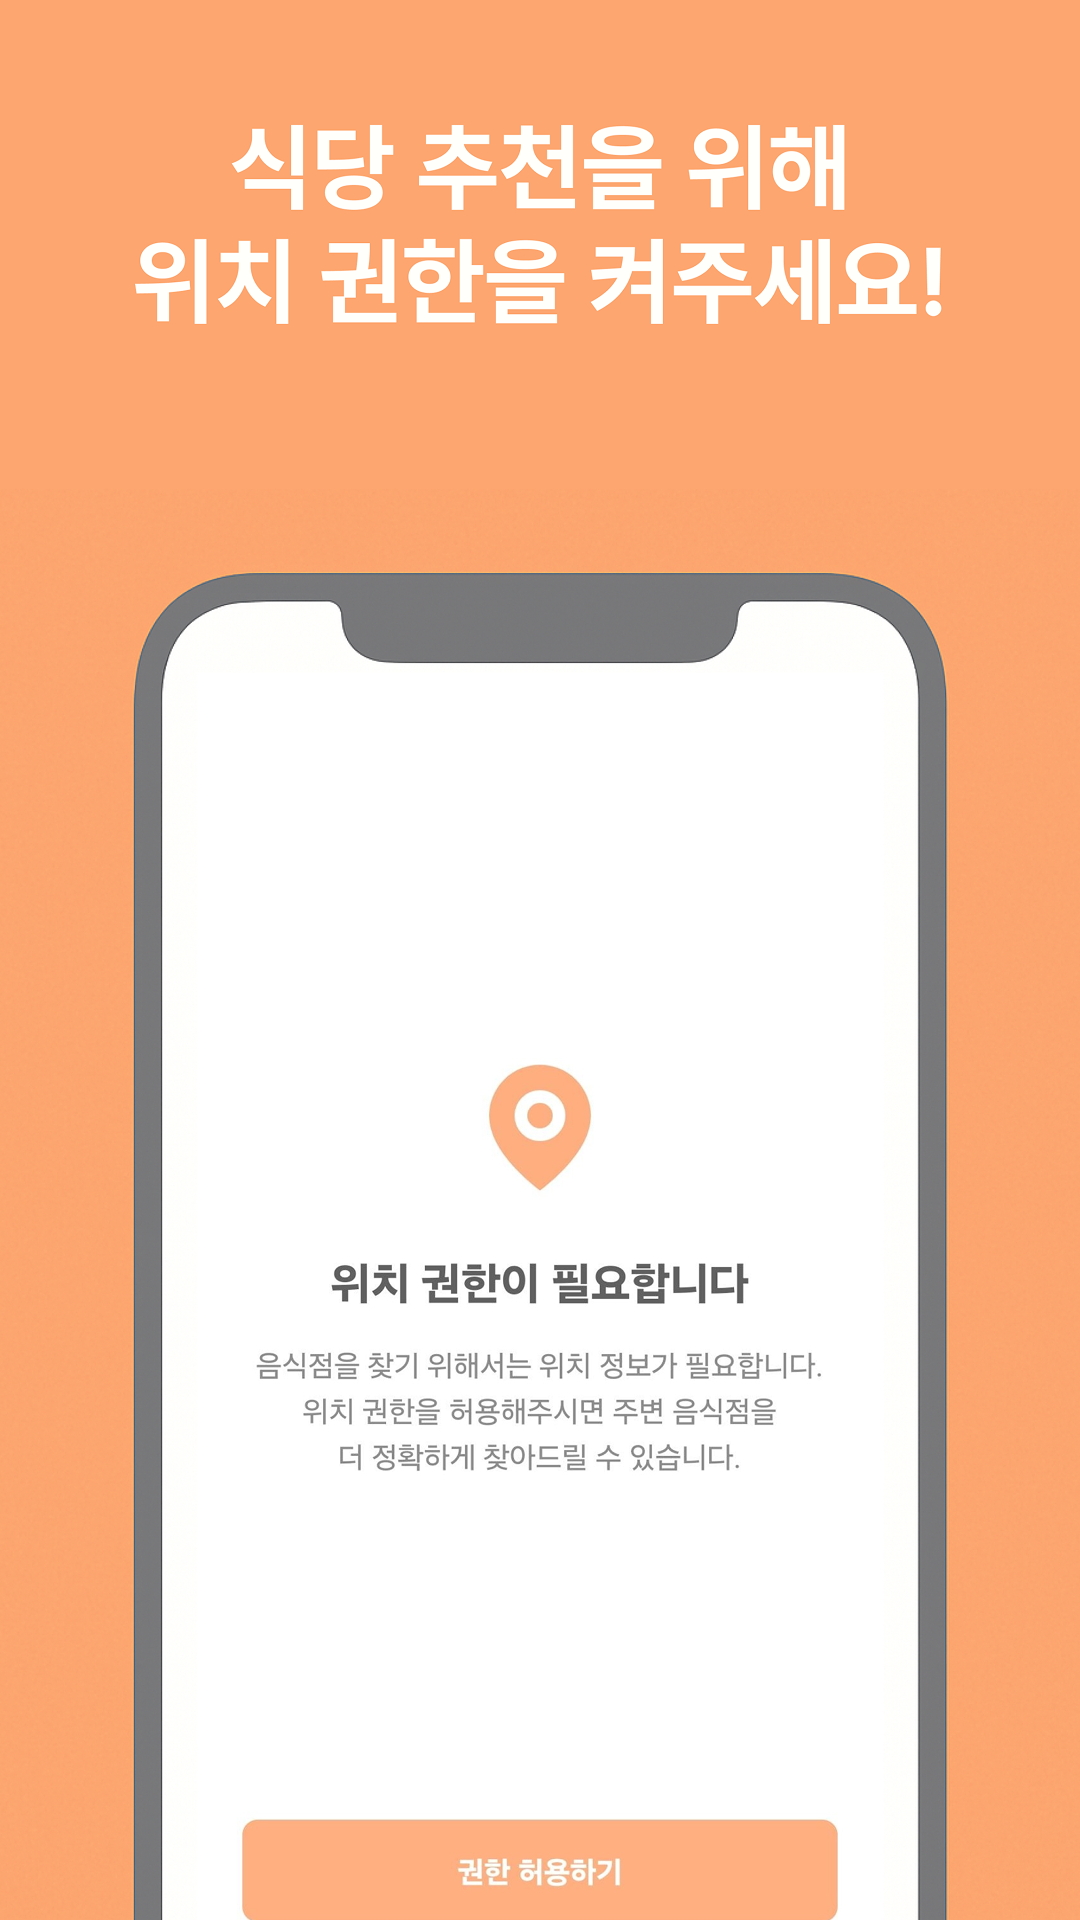 식당 추천을 위해
위치 권한을 켜주세요!
위치 권한이 필요합니다
음식점을 찾기 위해서는 위치 정보가 필요합니다.
위치 권한을 허용해주시면 주변 음식점을
더 정확하게 찾아드릴 수 있습니다.
권한 허용하기